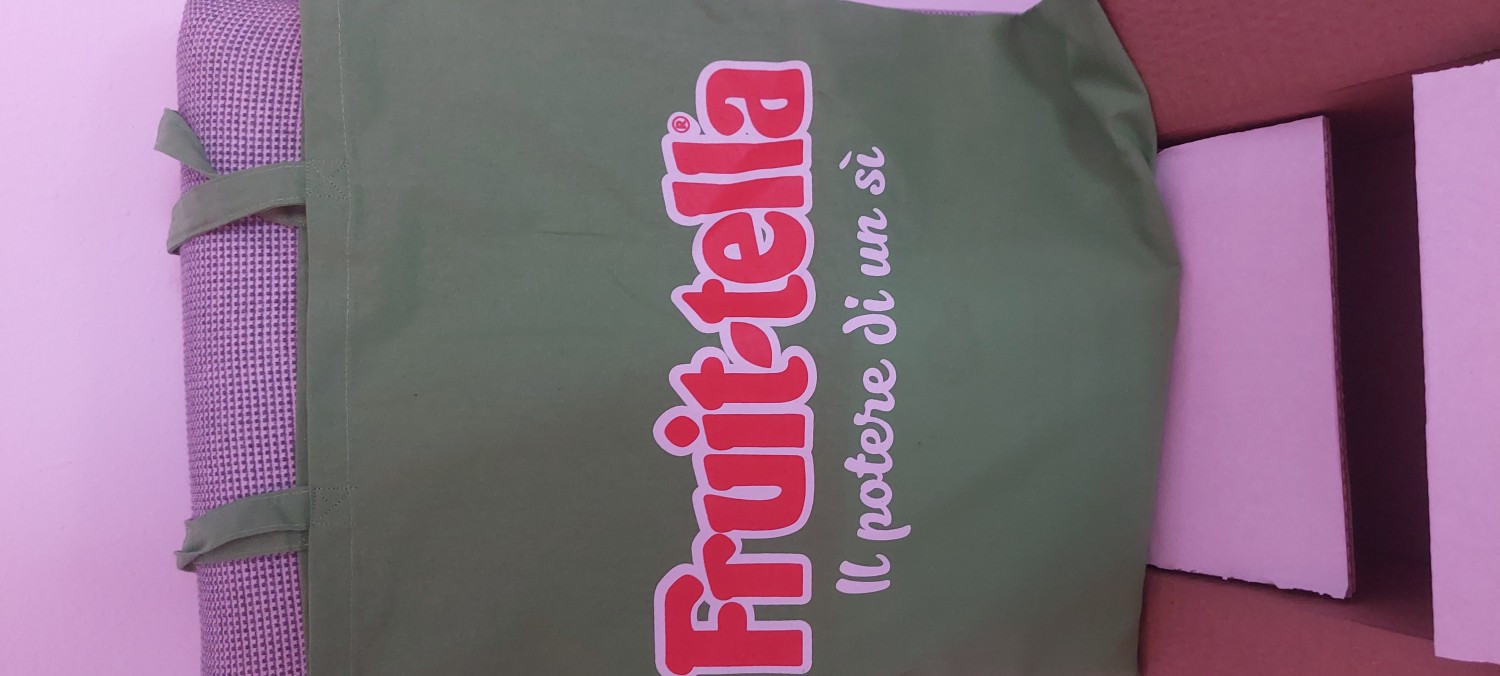 Fruit-tella®
Il potere di un sì